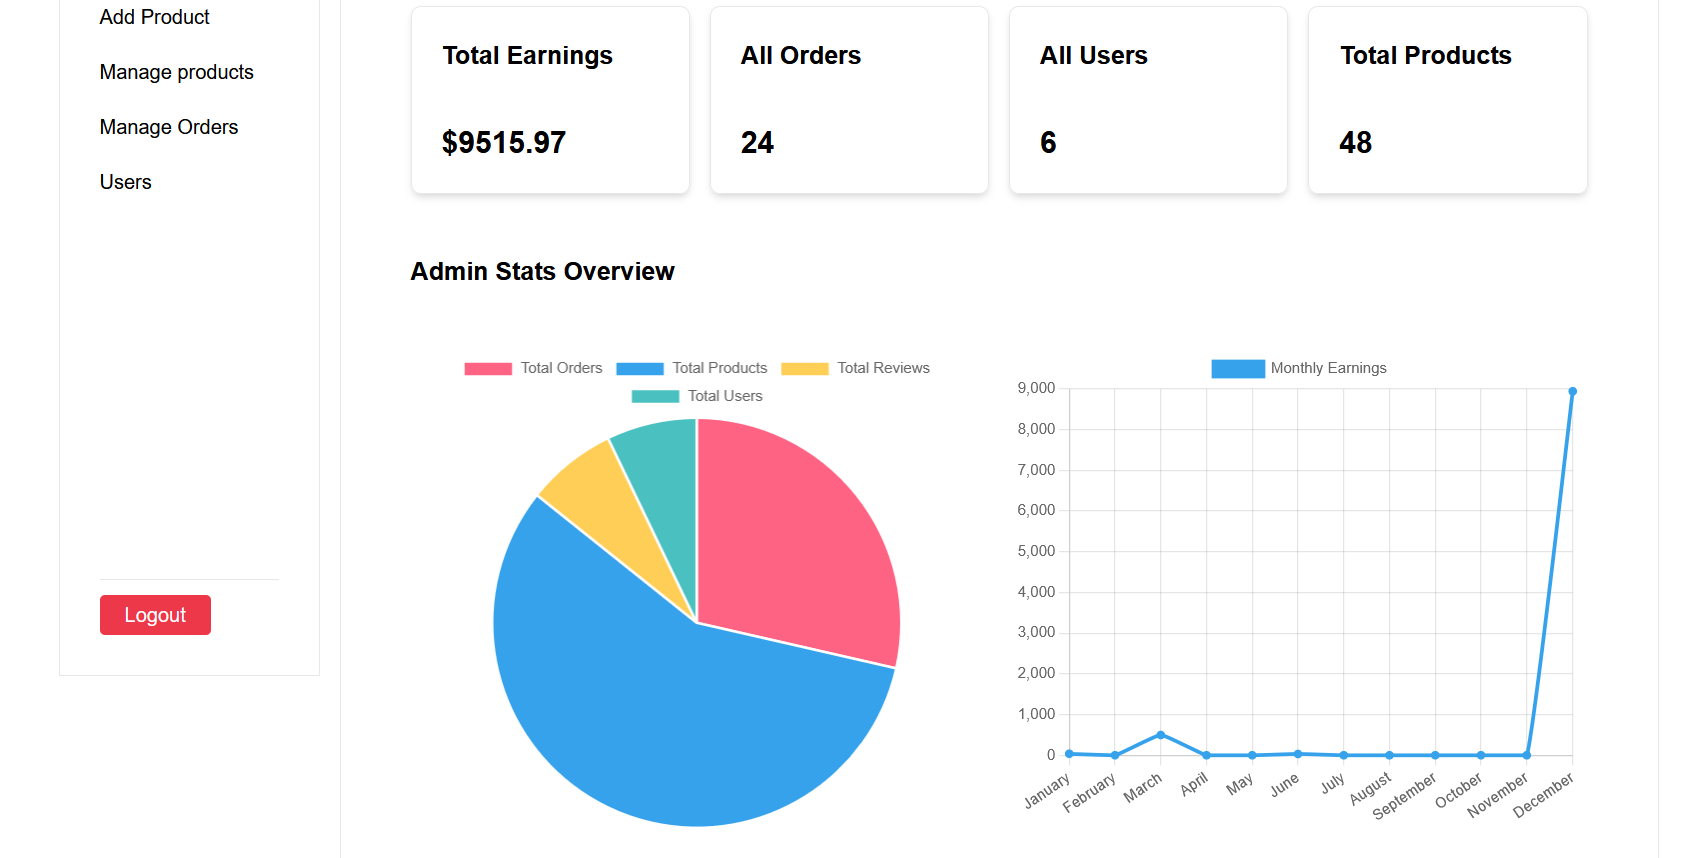 Add Product
Manage products
Manage Orders
Users
Logout
Total Earnings
$9515.97
All Orders
24
All Users
6
Total Products
48
Admin Stats Overview
Total Orders Total Products Total Reviews
Total Users
Monthly Earnings
9,000
8,000
7,000
6,000
5,000
4,000
3,000
2,000
1,000
0
January February March April May June July August September October November December